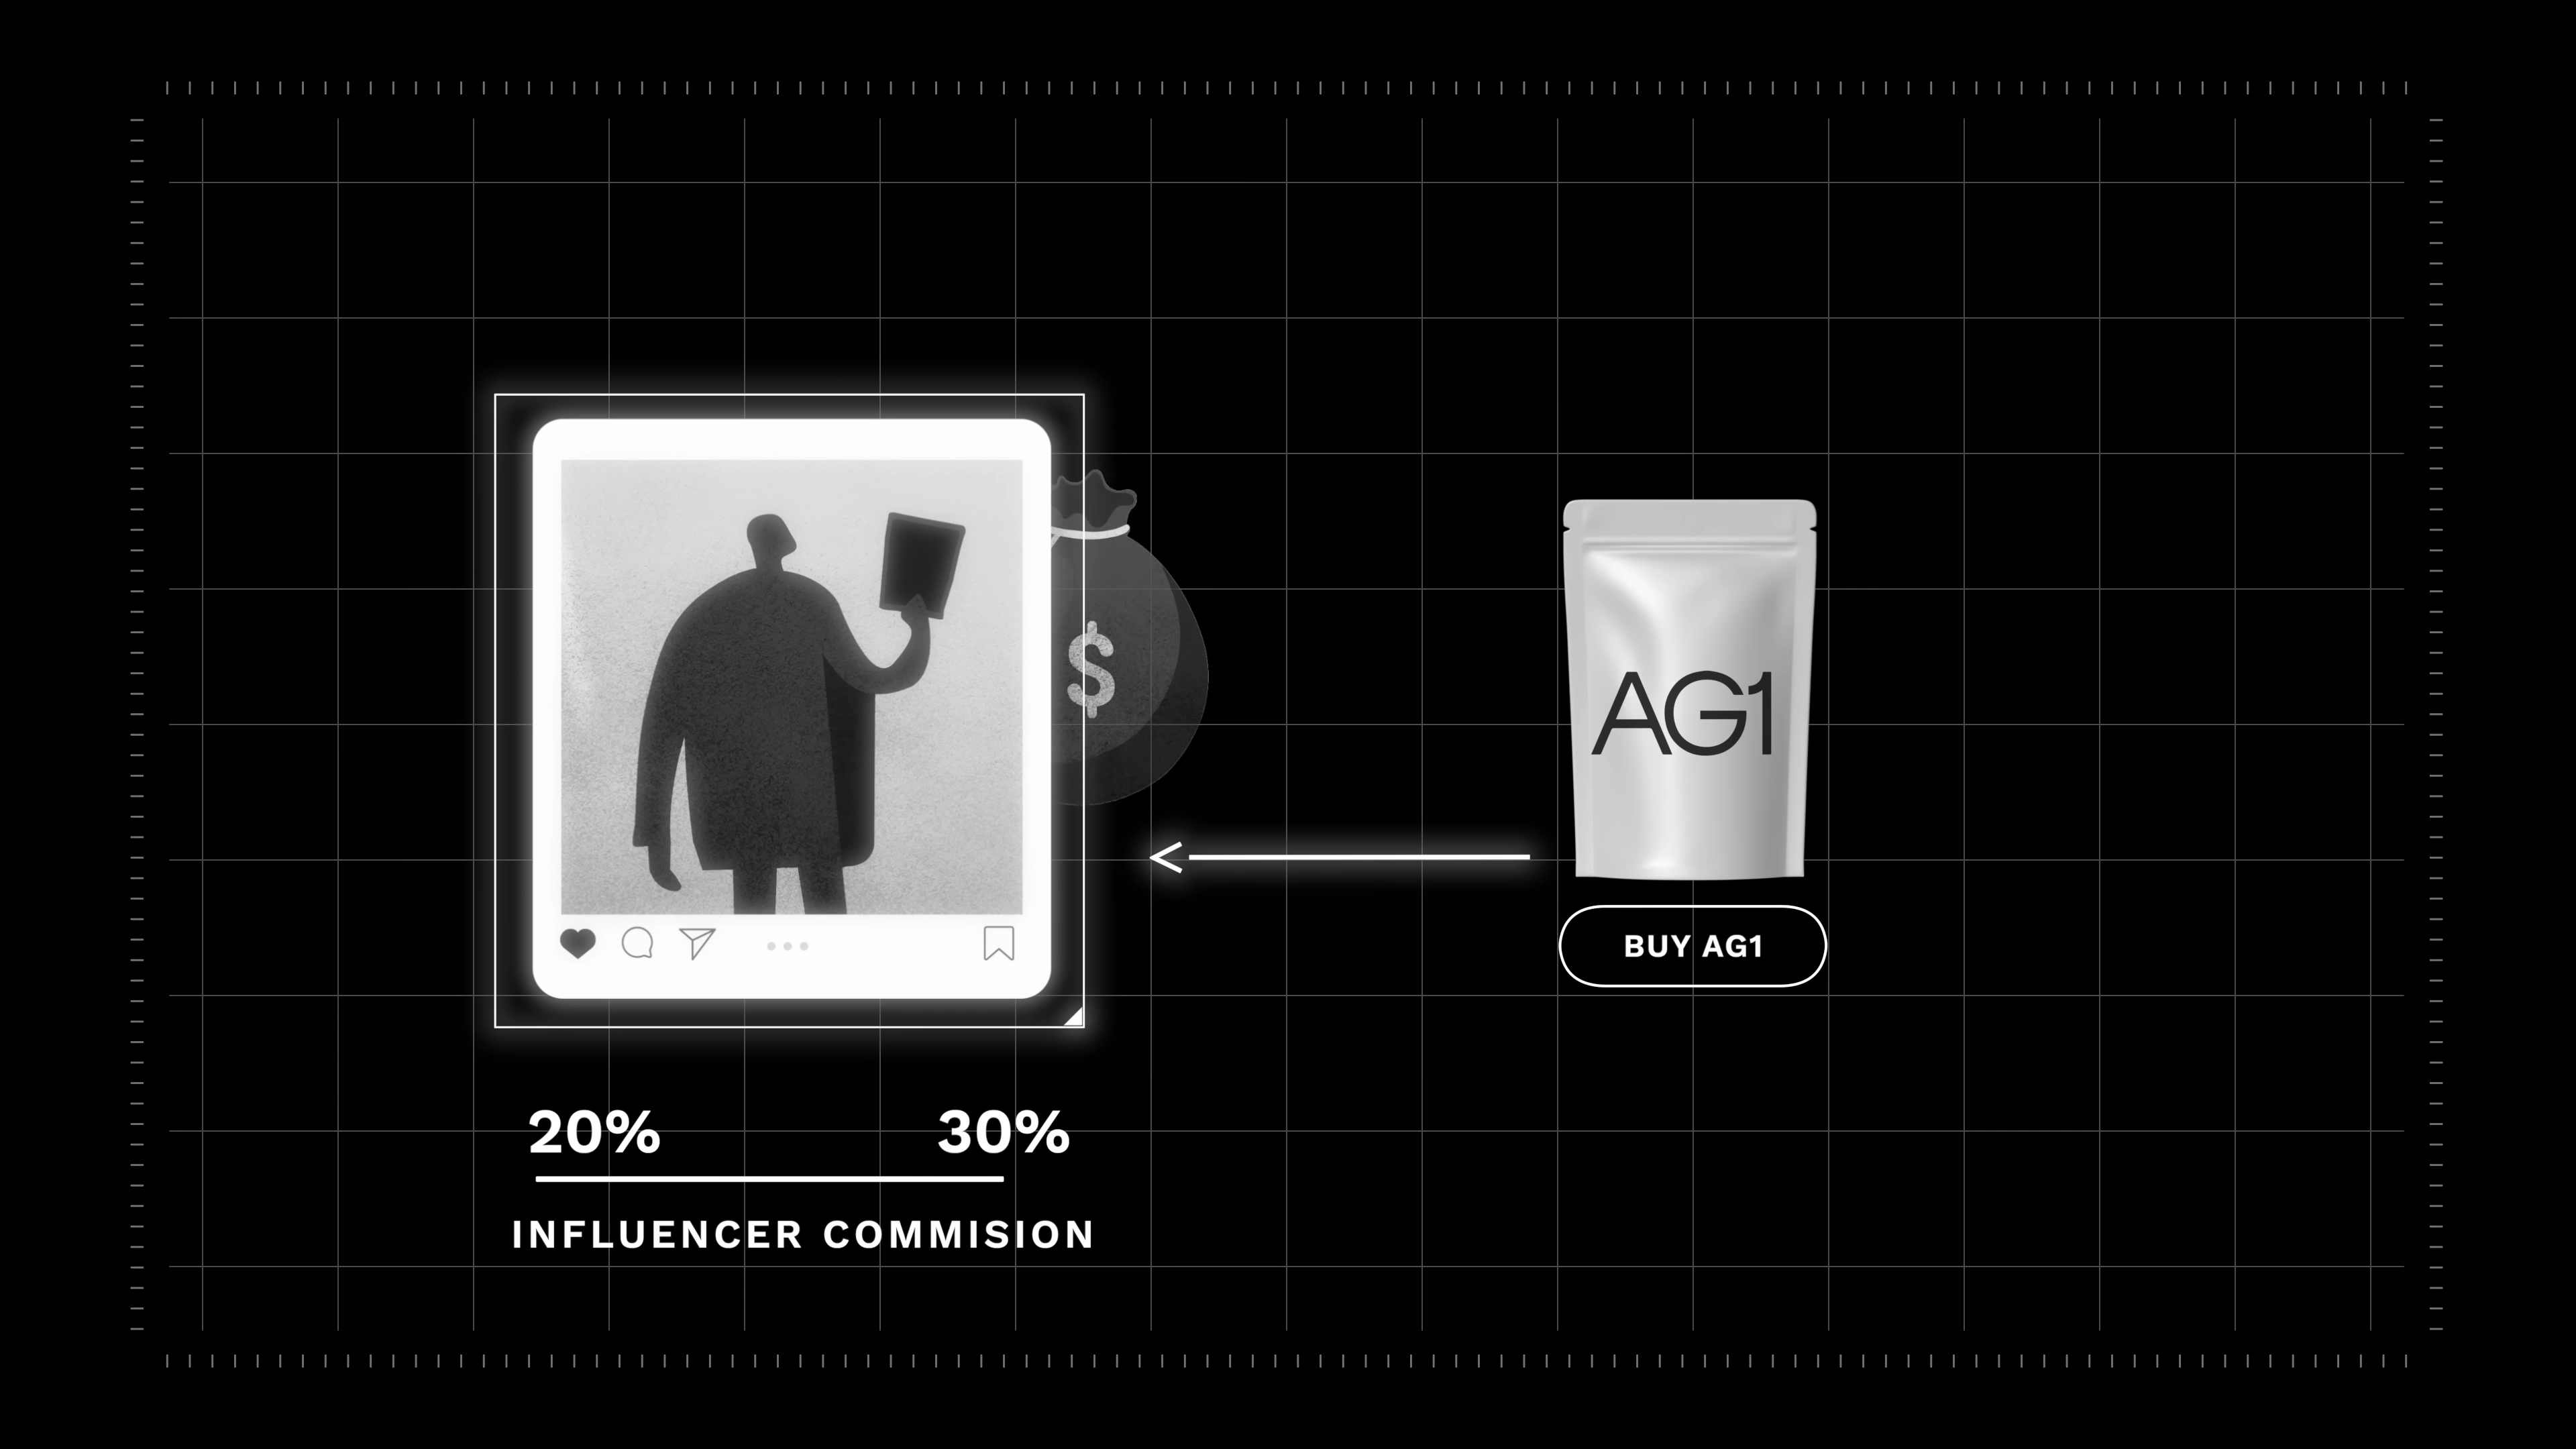 $
AG1
BUY AG1
20% 30%
INFLUENCER COMMISION